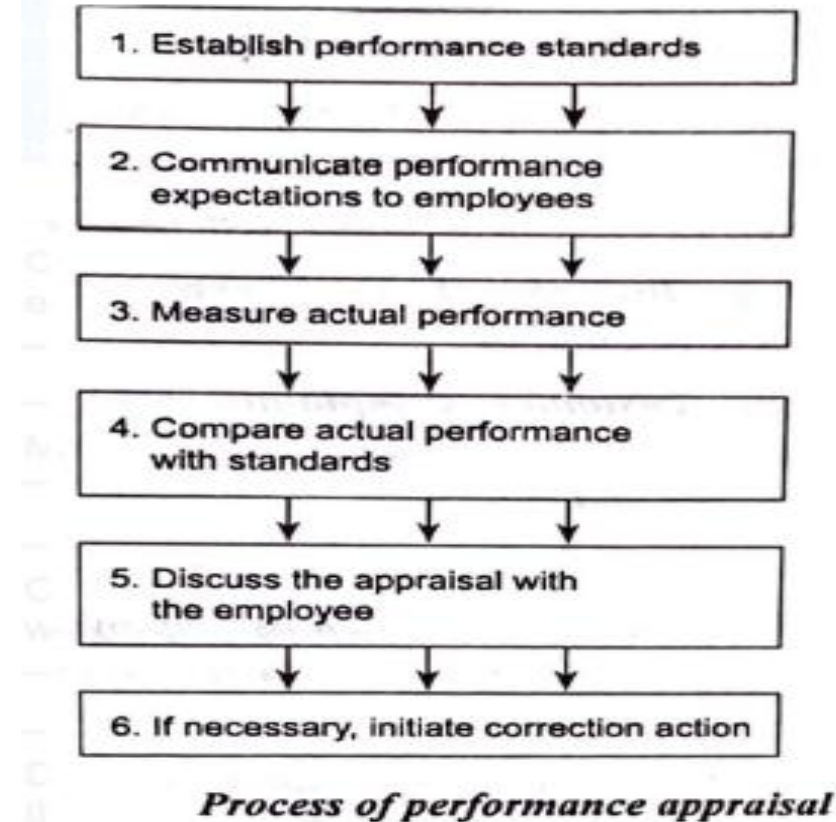 1. Establish performance standards
2. Communicate performance
expectations to employees
3. Measure actual performance
4. Compare actual performance
with standards
5. Discuss the appraisal with
the employee
6. If necessary, initiate correction action
Process of performance appraisal